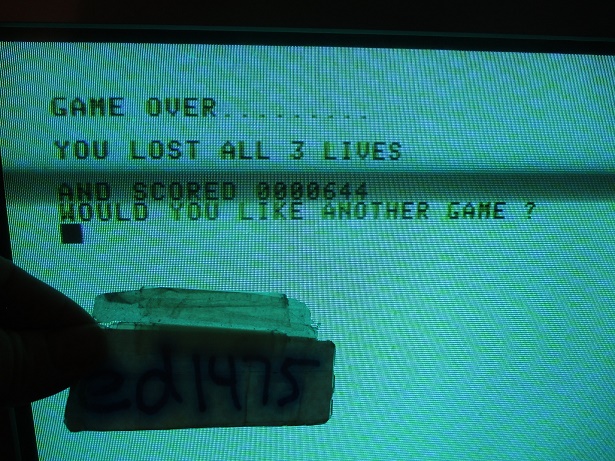 GAME OVER.........
YOU LOST ALL 3 LIVES
AND SCORED 0000644
WOULD YOU LIKE ANOTHER GAME ?
ed1475